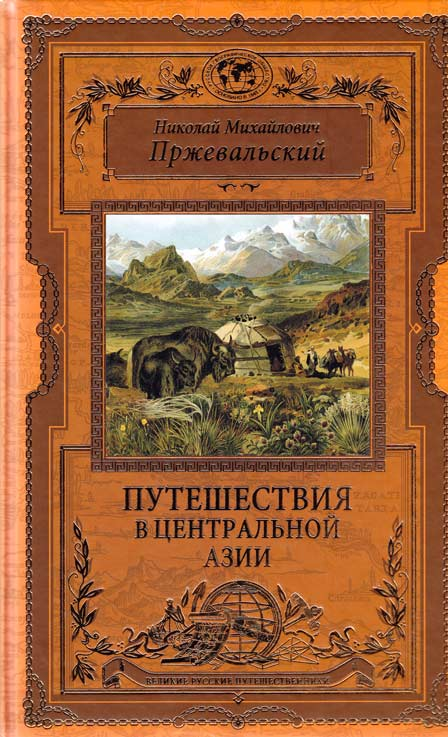 Николай Михайлович
Пржевальский
ПУТЕШЕСТВИЯ
В ЦЕНТРАЛЬНОЙ
АЗИИ
ВЕЛИКИЕ РУССКИЕ ПУТЕШЕСТВЕННИКИ